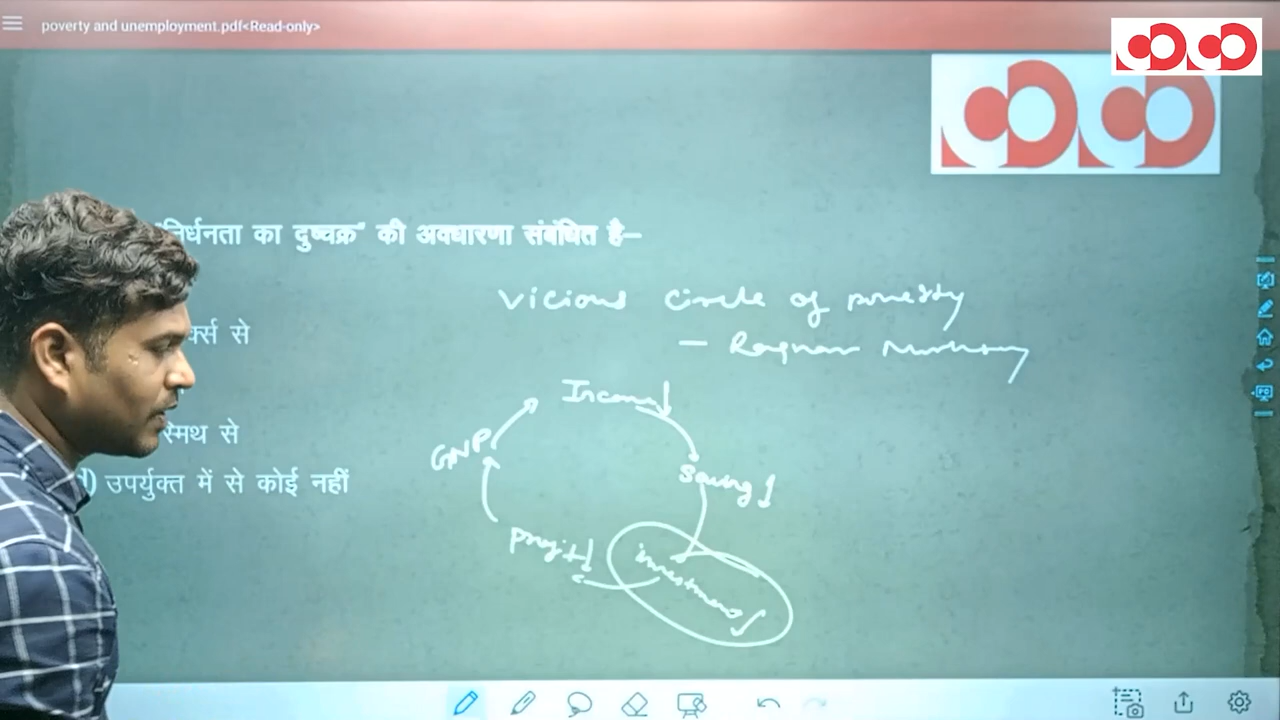 poverty and unemployment.pdf<Read-only>
निर्धनता का दुष्चक्र" की अवधारणा संबंधित है–
Vicious Circle of poverty
र्क्स से
– Ragnar
Income↓
स्मिथ से
GNP
Saving↓
d) उपर्युक्त में से कोई नहीं
Profit↓
investment↓